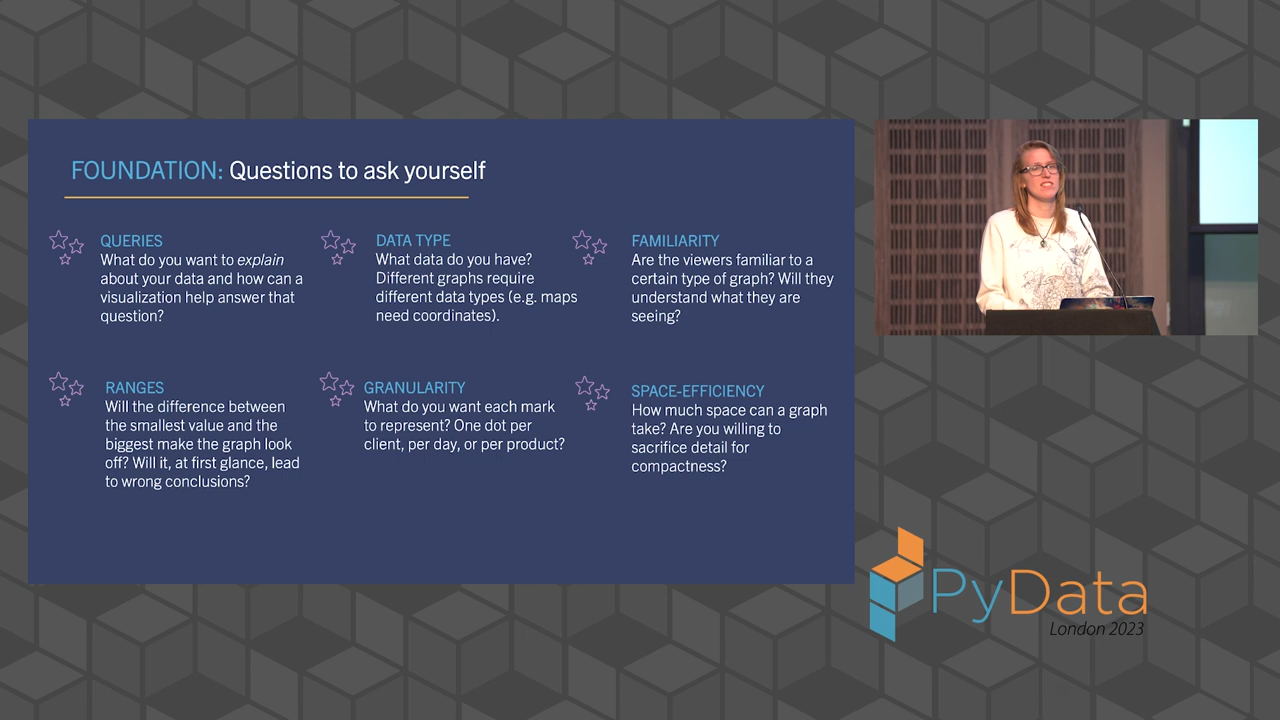 FOUNDATION: Questions to ask yourself
QUERIES
What do you want to explain
about your data and how can a
visualization help answer that
question?
DATA TYPE
What data do you have?
Different graphs require
different data types (e.g. maps
need coordinates).
FAMILIARITY
Are the viewers familiar to a
certain type of graph? Will they
understand what they are
seeing?
RANGES
Will the difference between
the smallest value and the
biggest make the graph look
off? Will it, at first glance, lead
to wrong conclusions?
GRANULARITY
What do you want each mark
to represent? One dot per
client, per day, or per product?
SPACE-EFFICIENCY
How much space can a graph
take? Are you willing to
sacrifice detail for
compactness?
PyData
London 2023